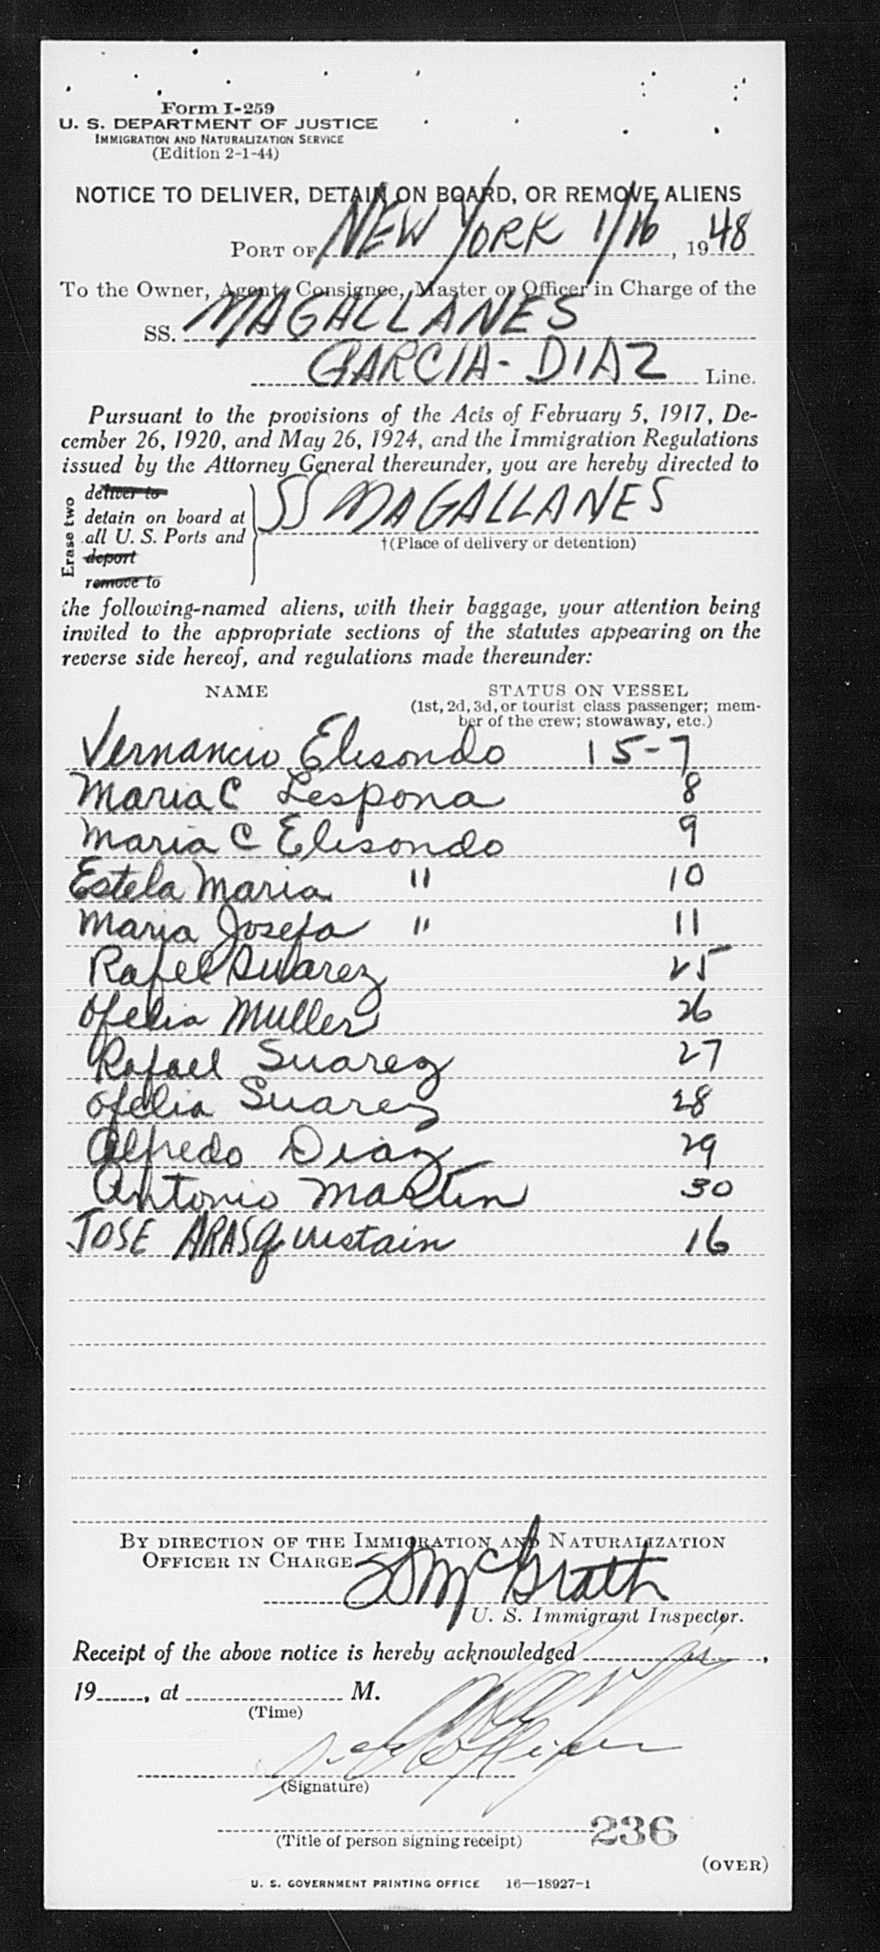 Form I-259
U. S. DEPARTMENT OF JUSTICE
IMMIGRATION AND NATURALIZATION SERVICE
(Edition 2-1-44)
NOTICE TO DELIVER, DETAIN ON BOARD, OR REMOVE ALIENS
PORT OF NEW YORK 1/16, 1948
To the Owner, Agent, Consignee, Master or Officer in Charge of the
SS. MAGALLANES
GARCIA-DIAZ Line.
Pursuant to the provisions of the Acts of February 5, 1917, De-
cember 26, 1920, and May 26, 1924, and the Immigration Regulations
issued by the Attorney General thereunder, you are hereby directed to
Erase two
deliver to
detain on board at
all U. S. Ports and
deport
remove to
SS MAGALLANES
†(Place of delivery or detention)
the following-named aliens, with their baggage, your attention being
invited to the appropriate sections of the statutes appearing on the
reverse side hereof, and regulations made thereunder:
NAME STATUS ON VESSEL
(1st, 2d, 3d, or tourist class passenger; mem-
ber of the crew; stowaway, etc.)
Vernancio Elisondo 15-7
Maria C Lespona 8
Maria C Elisondo 9
Estela Maria " 10
Maria Josefa " 11
Rafel Suarez 25
Ofelia Muller 26
Rafael Suarez 27
Ofelia Suarez 28
Alfredo Diaz 29
Antonio Martin 30
JOSE ARASquistain 16
BY DIRECTION OF THE IMMIGRATION AND NATURALIZATION
OFFICER IN CHARGE
McGrath
U. S. Immigrant Inspector.
Receipt of the above notice is hereby acknowledged ,
19 , at M.
(Time)
(Signature)
236
(Title of person signing receipt)
(OVER)
U. S. GOVERNMENT PRINTING OFFICE 16—18927-1